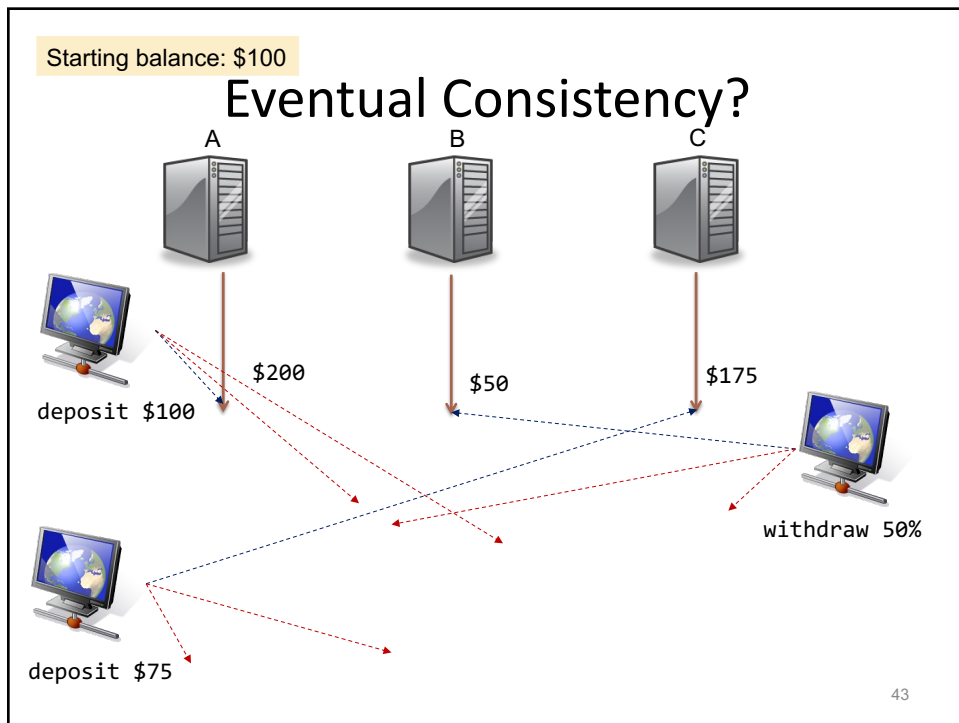 Starting balance: $100
Eventual Consistency?
A B C
$200
$50
$175
deposit $100
withdraw 50%
deposit $75
43